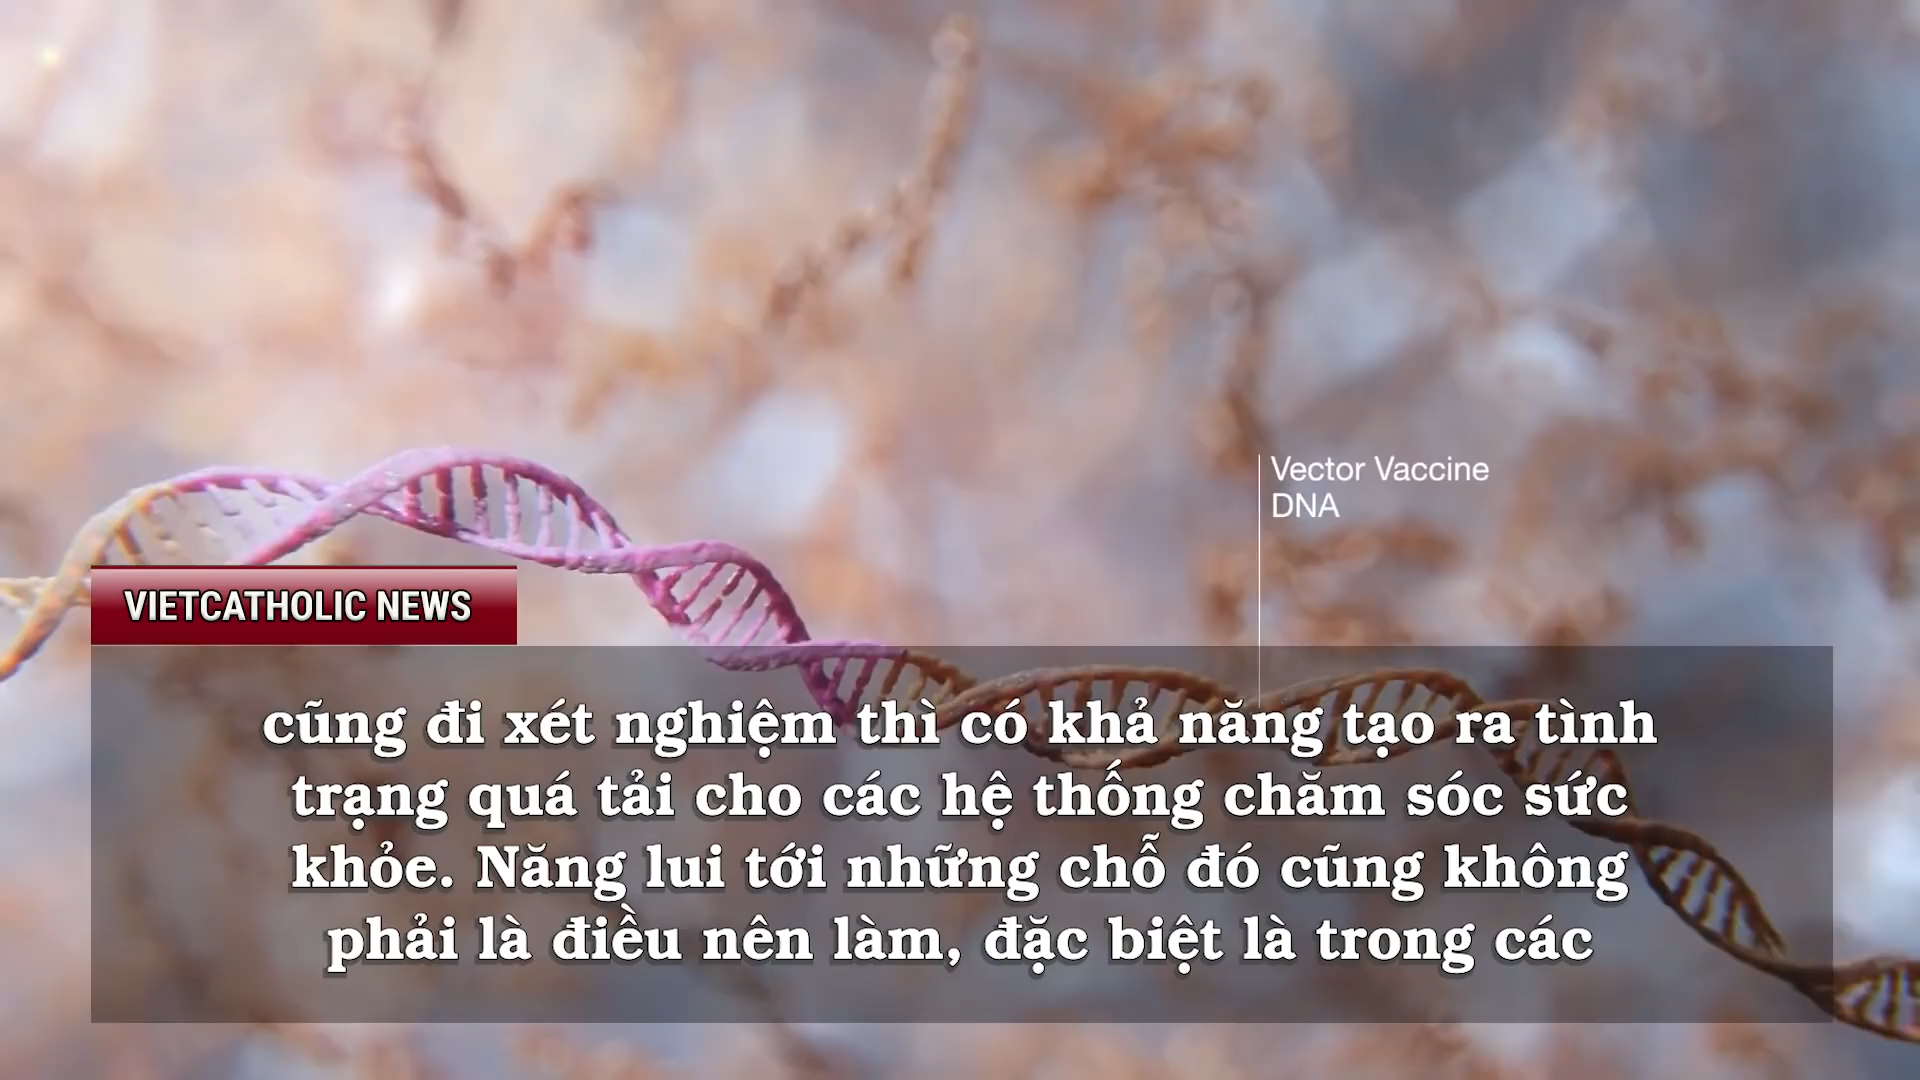 Vector Vaccine
DNA
VIETCATHOLIC NEWS
cũng đi xét nghiệm thì có khả năng tạo ra tình
trạng quá tải cho các hệ thống chăm sóc sức
khỏe. Năng lui tới những chỗ đó cũng không
phải là điều nên làm, đặc biệt là trong các